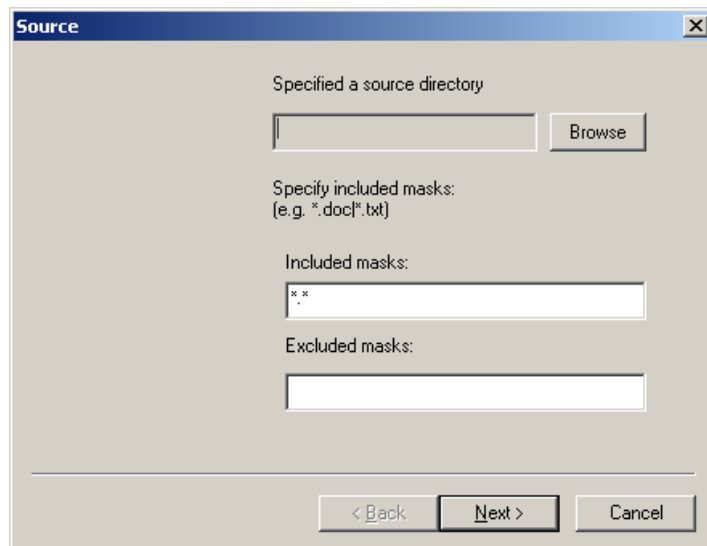 Source
Specified a source directory
Browse
Specify included masks:
(e.g. *.doc|*.txt)
Included masks:
*.*
Excluded masks:
< Back
Next >
Cancel